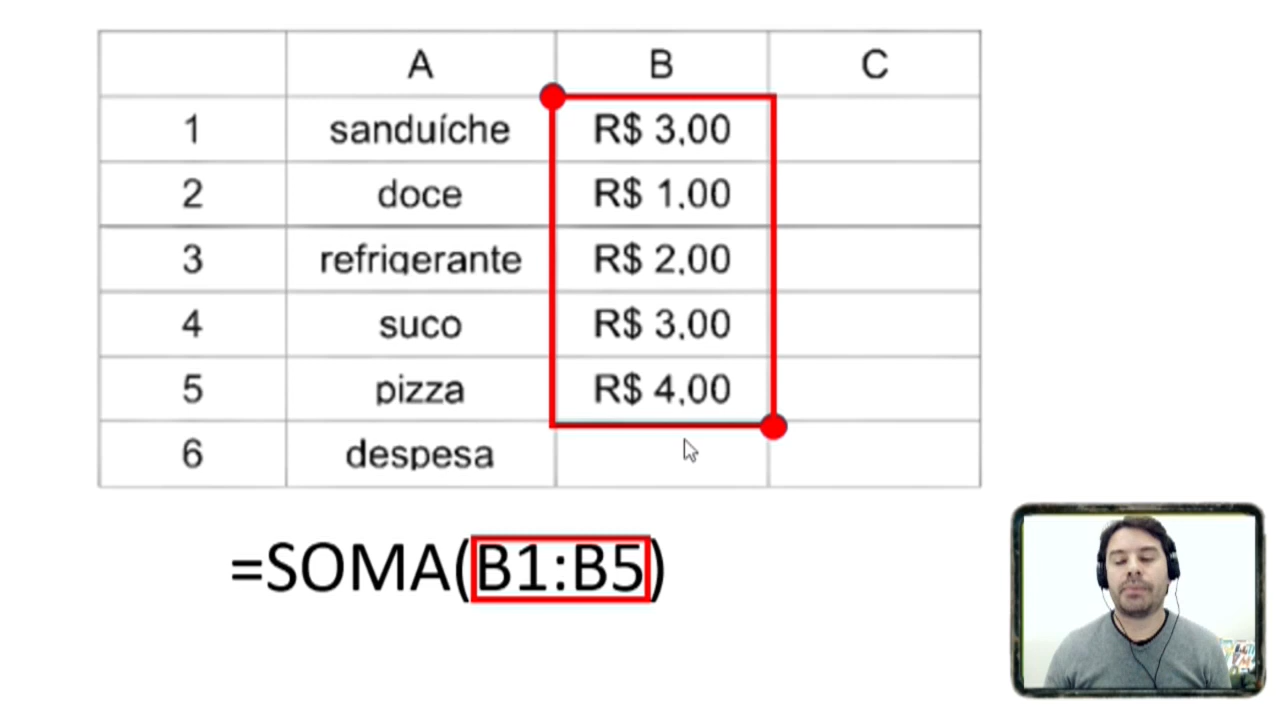 A B C
1 sanduíche R$ 3,00
2 doce R$ 1,00
3 refrigerante R$ 2,00
4 suco R$ 3,00
5 pizza R$ 4,00
6 despesa
=SOMA(B1:B5)